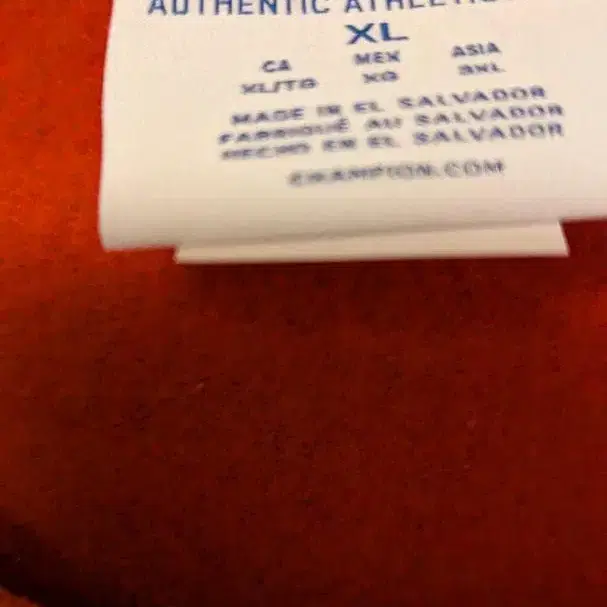 AUTHENTIC ATHLETIC
XL
CA MEX ASIA
XL/TG XG 3XL
MADE IN EL SALVADOR
FABRIQUÉ AU SALVADOR
HECHO EN EL SALVADOR
CHAMPION.COM